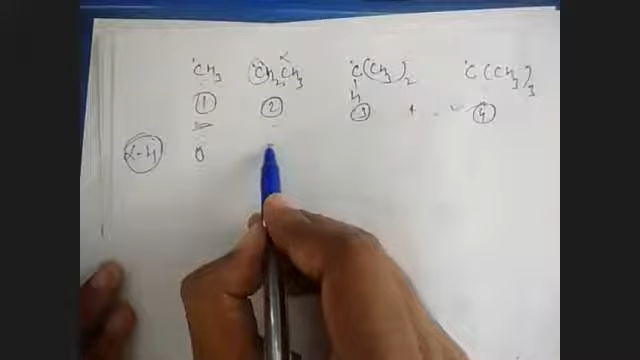 α
ĊH₃ ĊH₂CH₃ Ċ(CH₃)₂ Ċ(CH₃)₃
H
① ② ③ ④
α-H 0